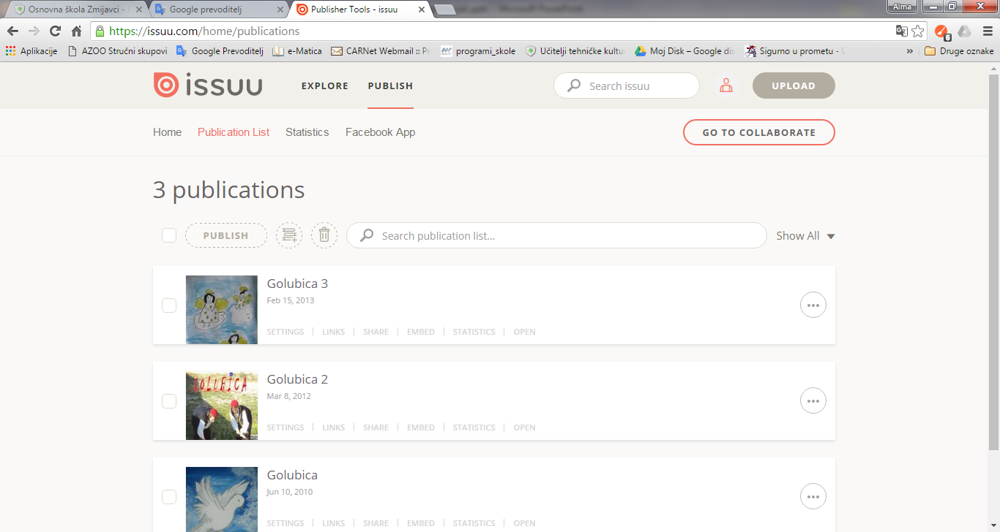 Osnovna škola Zmijavci -
Google prevoditelj
Publisher Tools - issuu
Alma
https://issuu.com/home/publications
6
Aplikacije
AZOO Stručni skupovi
Google Prevoditelj
e-Matica
CARNet Webmail :: Pr
programi_skole
Učitelji tehničke kultu
Moj Disk – Google dis
Sigurno u prometu -
»
Druge oznake
issuu
EXPLORE
PUBLISH
Search issuu
UPLOAD
Home
Publication List
Statistics
Facebook App
GO TO COLLABORATE
3 publications
PUBLISH
Search publication list...
Show All
Golubica 3
Feb 15, 2013
SETTINGS | LINKS | SHARE | EMBED | STATISTICS | OPEN
GOLUBICA
Golubica 2
Mar 8, 2012
SETTINGS | LINKS | SHARE | EMBED | STATISTICS | OPEN
Golubica
Jun 10, 2010
SETTINGS | LINKS | SHARE | EMBED | STATISTICS | OPEN